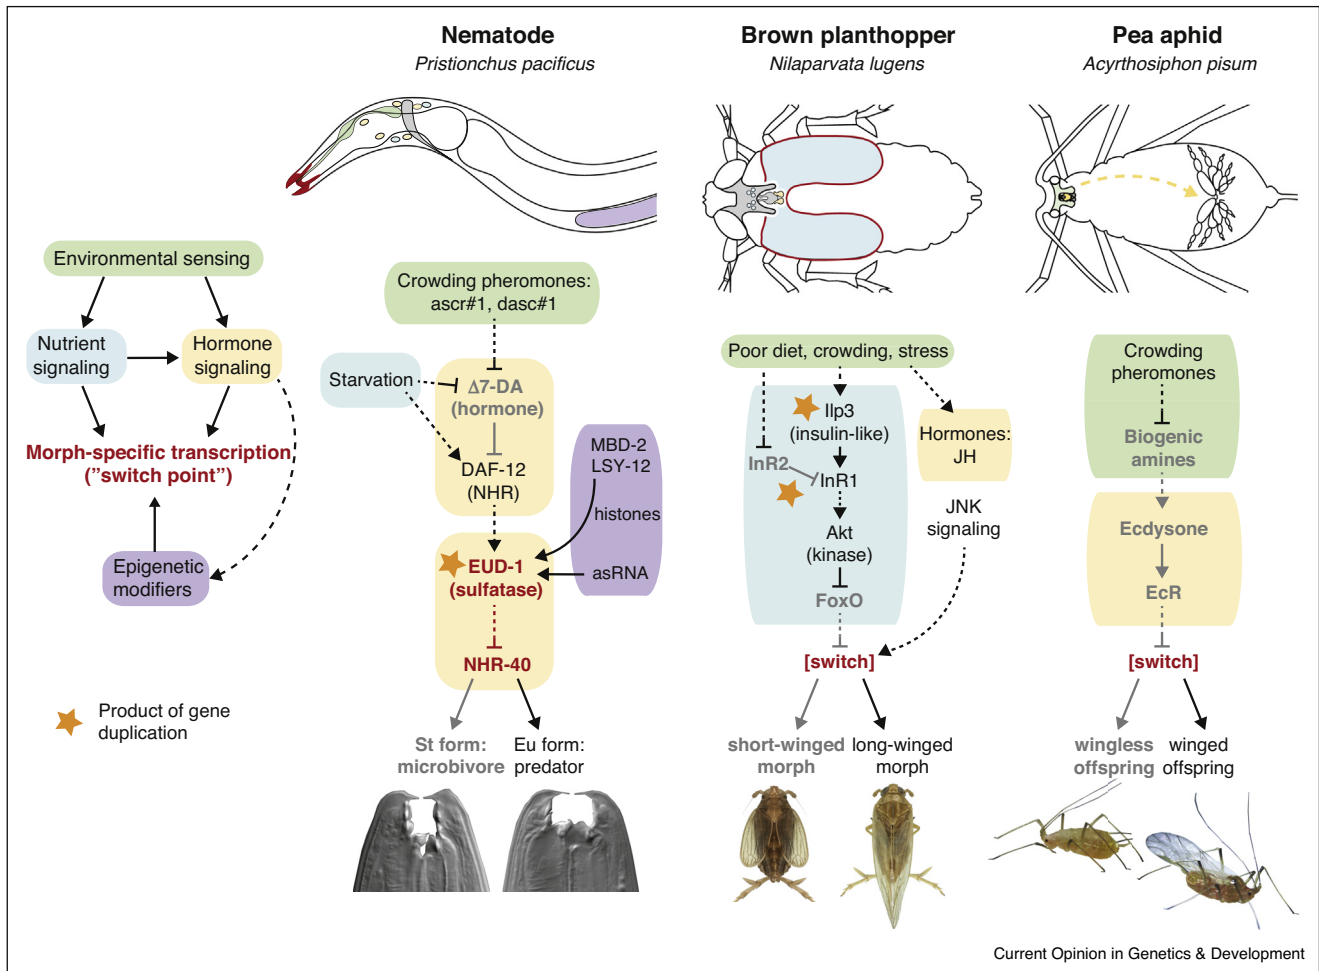 Nematode
Pristionchus pacificus
Brown planthopper
Nilaparvata lugens
Pea aphid
Acyrthosiphon pisum
Environmental sensing
Nutrient
signaling
Hormone
signaling
Morph-specific transcription
("switch point")
Epigenetic
modifiers
Product of gene
duplication
Crowding pheromones:
ascr#1, dasc#1
Starvation
Δ7-DA
(hormone)
DAF-12
(NHR)
MBD-2
LSY-12
histones
asRNA
EUD-1
(sulfatase)
NHR-40
St form:
microbivore
Eu form:
predator
Poor diet, crowding, stress
Ilp3
(insulin-like)
InR2
InR1
Akt
(kinase)
FoxO
Hormones:
JH
JNK
signaling
[switch]
short-winged
morph
long-winged
morph
Crowding
pheromones
Biogenic
amines
Ecdysone
EcR
[switch]
wingless
offspring
winged
offspring
Current Opinion in Genetics & Development